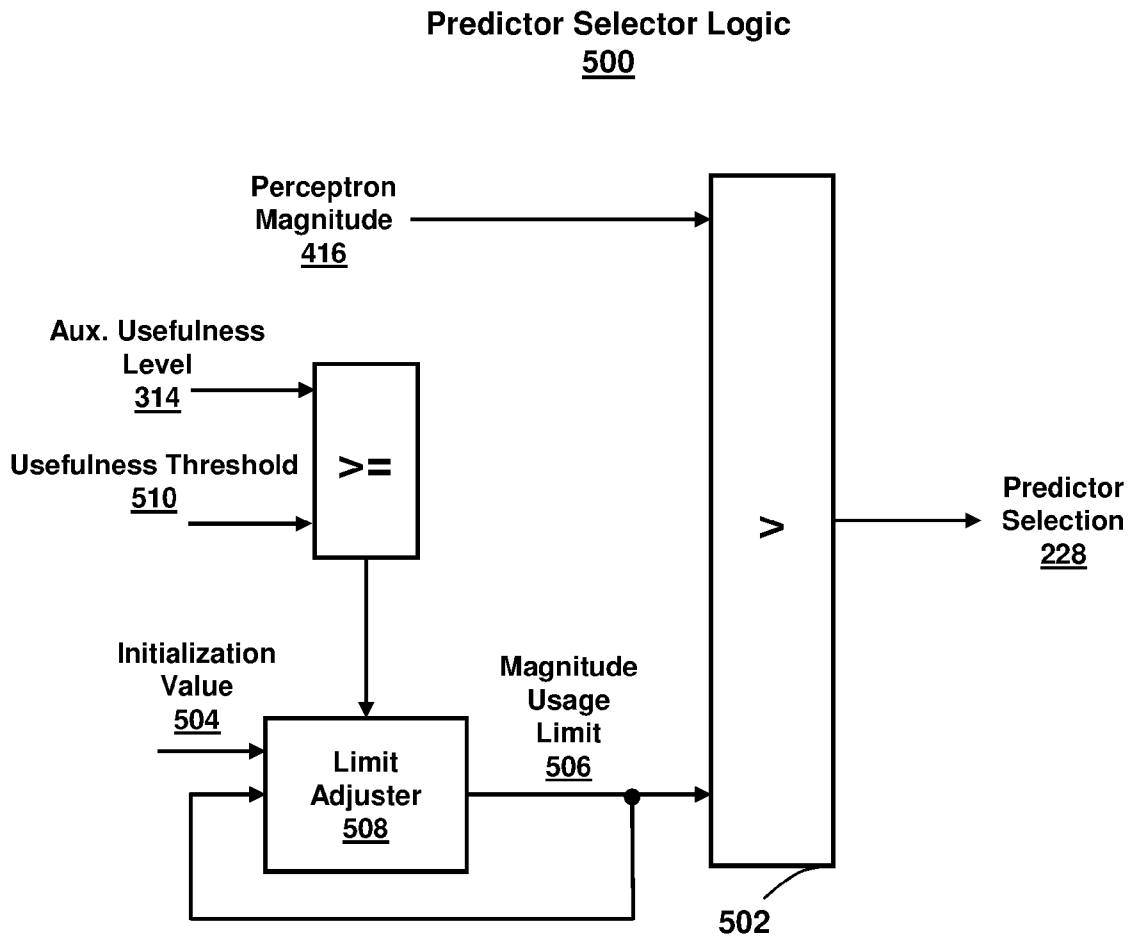 Predictor Selector Logic
500
Perceptron
Magnitude
416
Aux. Usefulness
Level
314
>=
Usefulness Threshold
510
>
Predictor
Selection
228
Initialization
Value
504
Magnitude
Usage
Limit
506
Limit
Adjuster
508
502